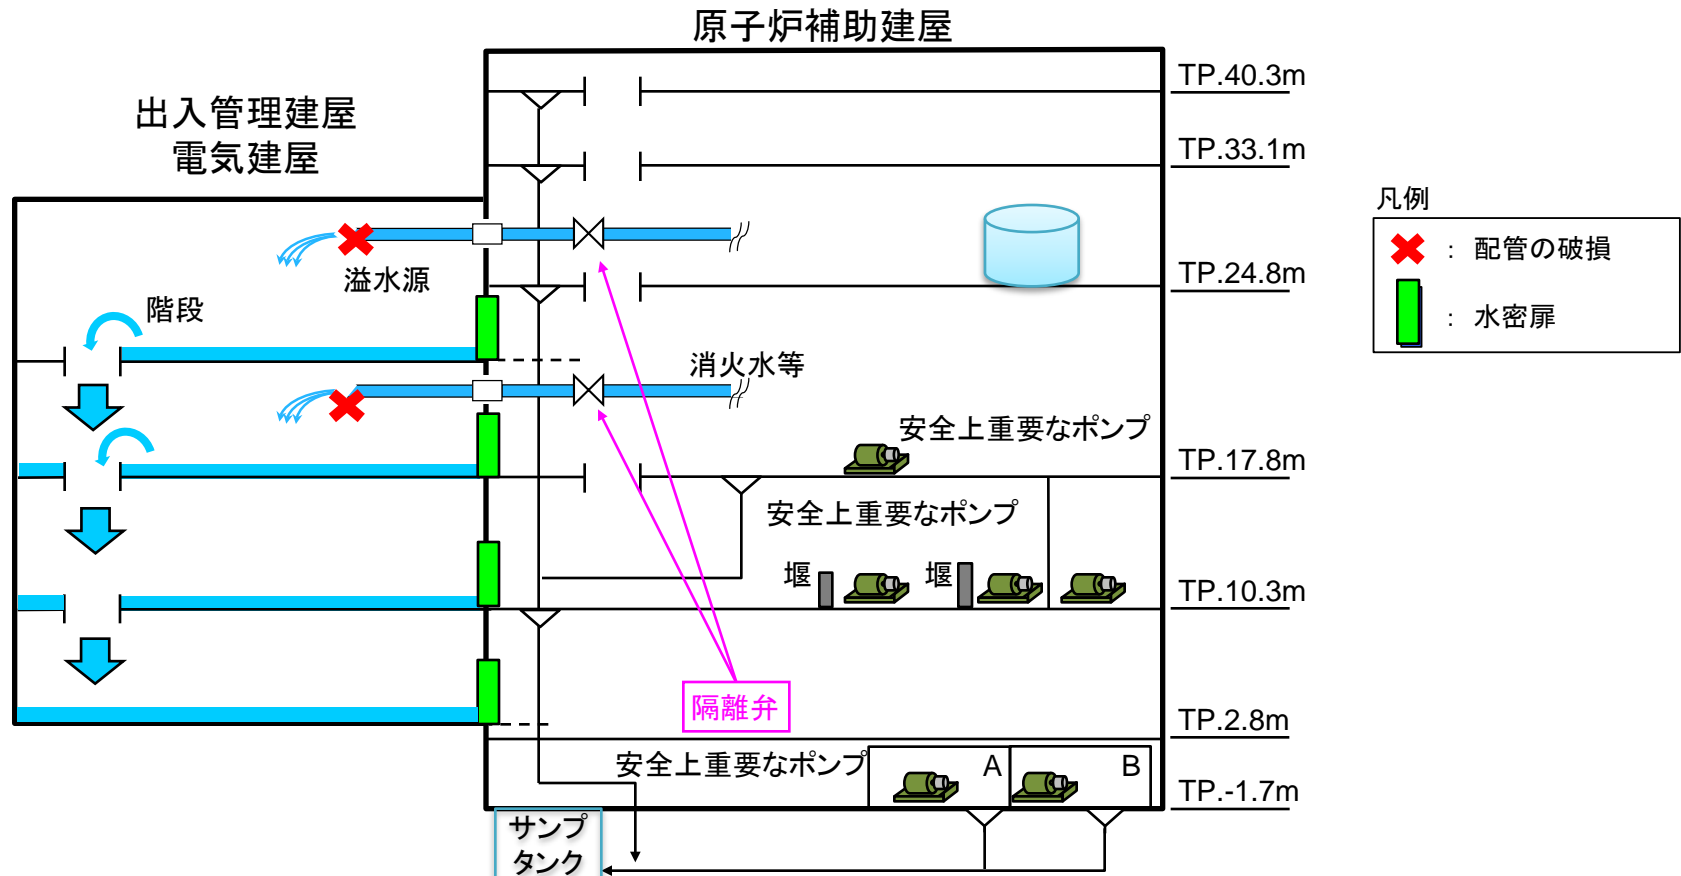 原子炉補助建屋
TP.40.3m
出入管理建屋
電気建屋
TP.33.1m
凡例
： 配管の破損
： 水密扉
溢水源
TP.24.8m
階段
消火水等
安全上重要なポンプ
TP.17.8m
安全上重要なポンプ
堰
堰
TP.10.3m
隔離弁
TP.2.8m
安全上重要なポンプ
A
B
TP.-1.7m
サンプ
タンク